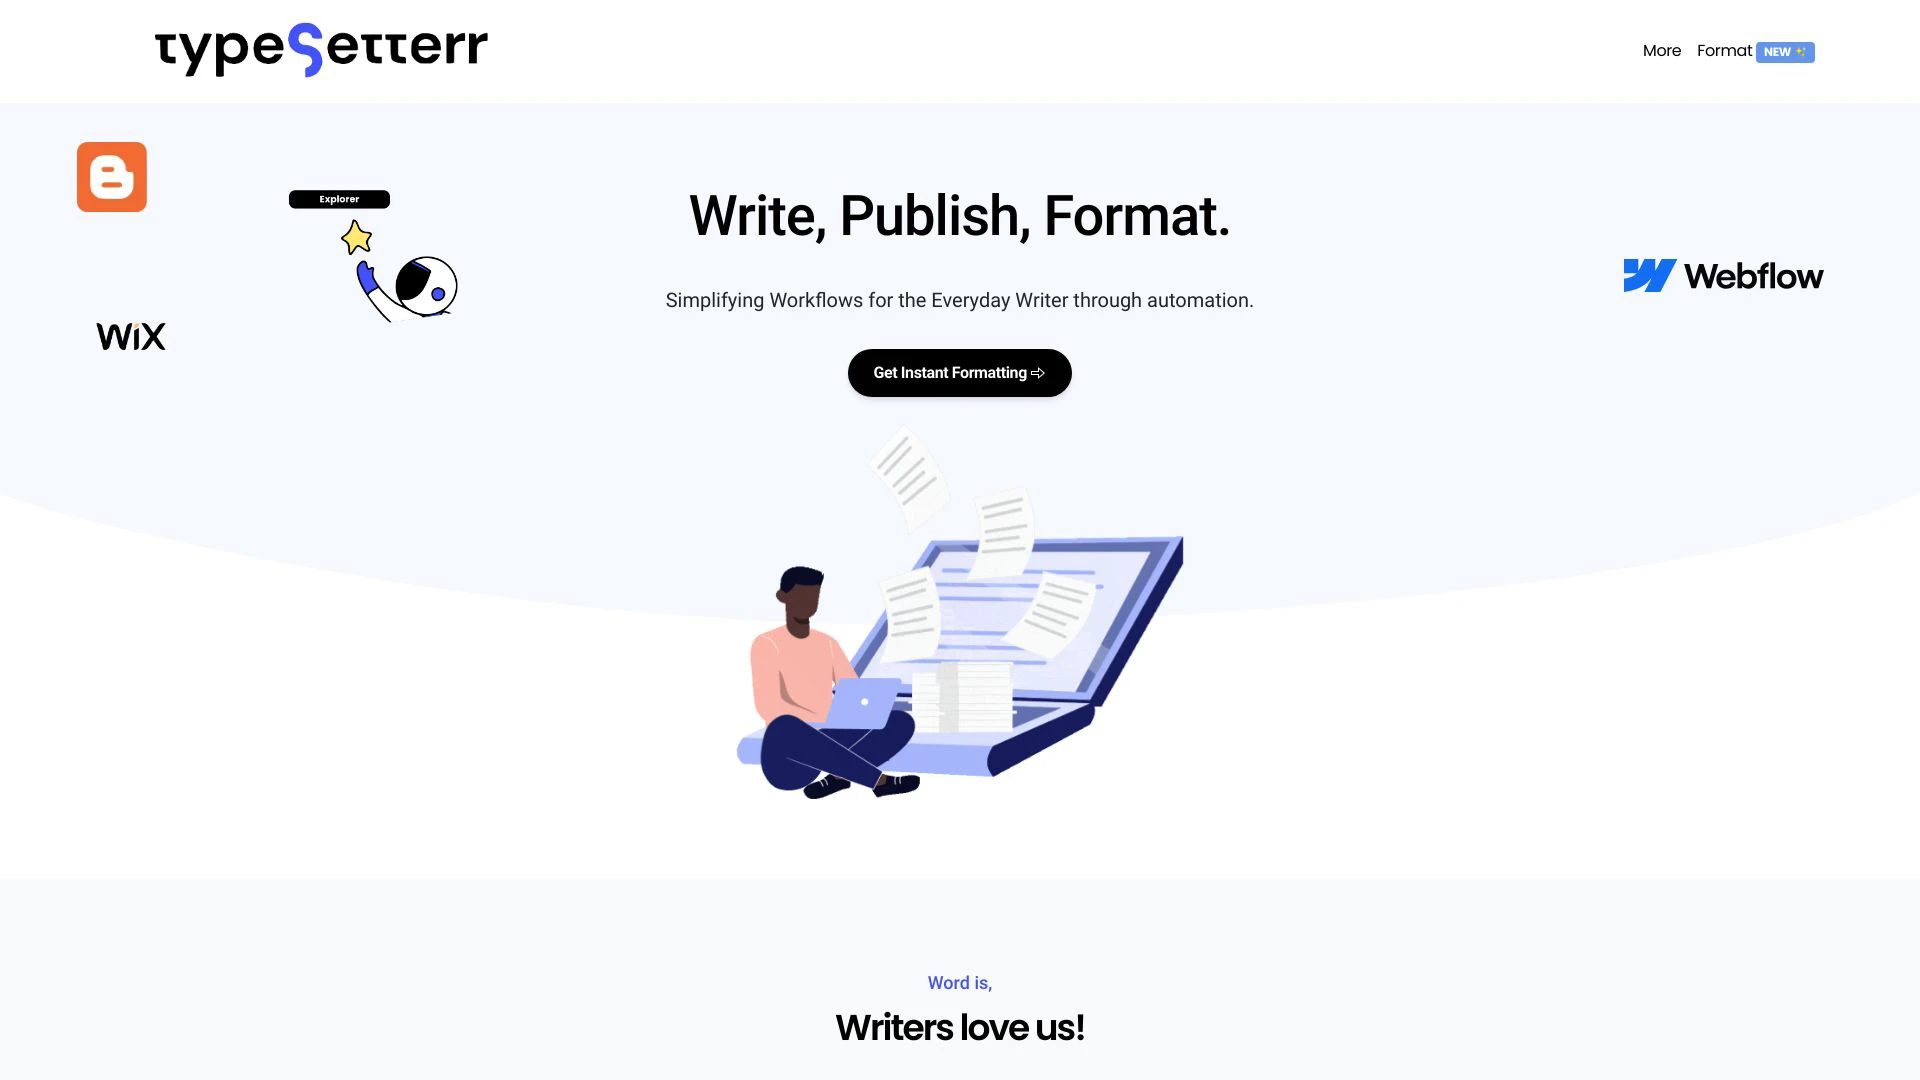 typeSetterr
More Format NEW
Explorer
Write, Publish, Format.
Webflow
Simplifying Workflows for the Everyday Writer through automation.
WiX
Get Instant Formatting ⇨
Word is,
Writers love us!